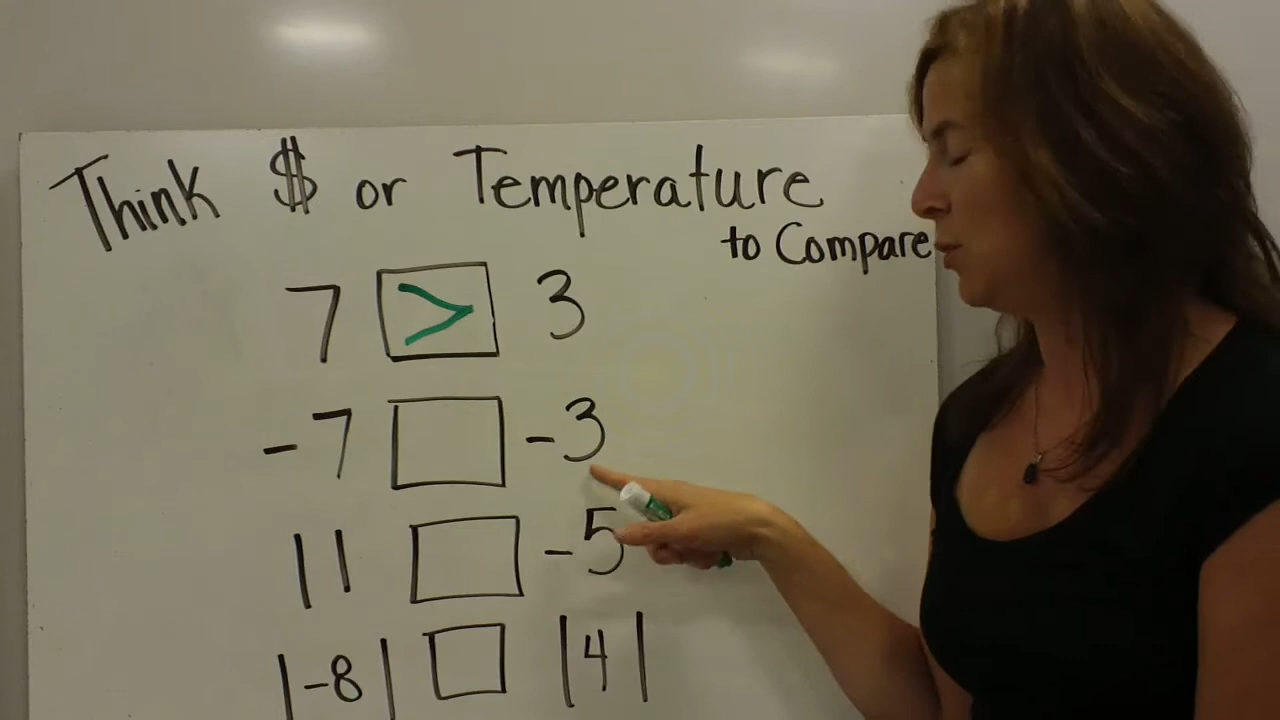 Think $ or Temperature
to Compare
7 > 3
-7 -3
11 -5
|-8| |4|